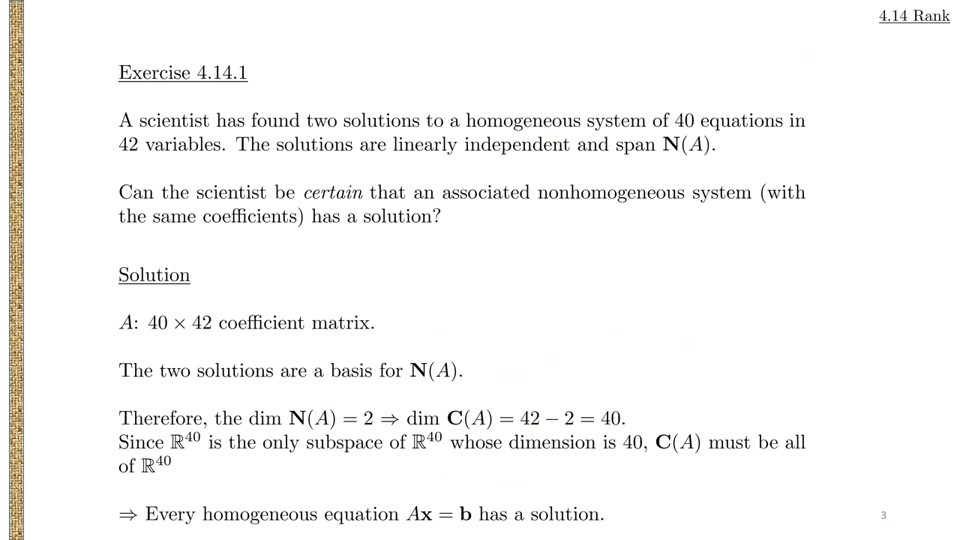 4.14 Rank
Exercise 4.14.1
A scientist has found two solutions to a homogeneous system of 40 equations in
42 variables. The solutions are linearly independent and span N(A).
Can the scientist be certain that an associated nonhomogeneous system (with
the same coefficients) has a solution?
Solution
A: 40 × 42 coefficient matrix.
The two solutions are a basis for N(A).
Therefore, the dim N(A) = 2 ⇒ dim C(A) = 42 − 2 = 40.
Since ℝ⁴⁰ is the only subspace of ℝ⁴⁰ whose dimension is 40, C(A) must be all
of ℝ⁴⁰
⇒ Every homogeneous equation Ax = b has a solution.
3